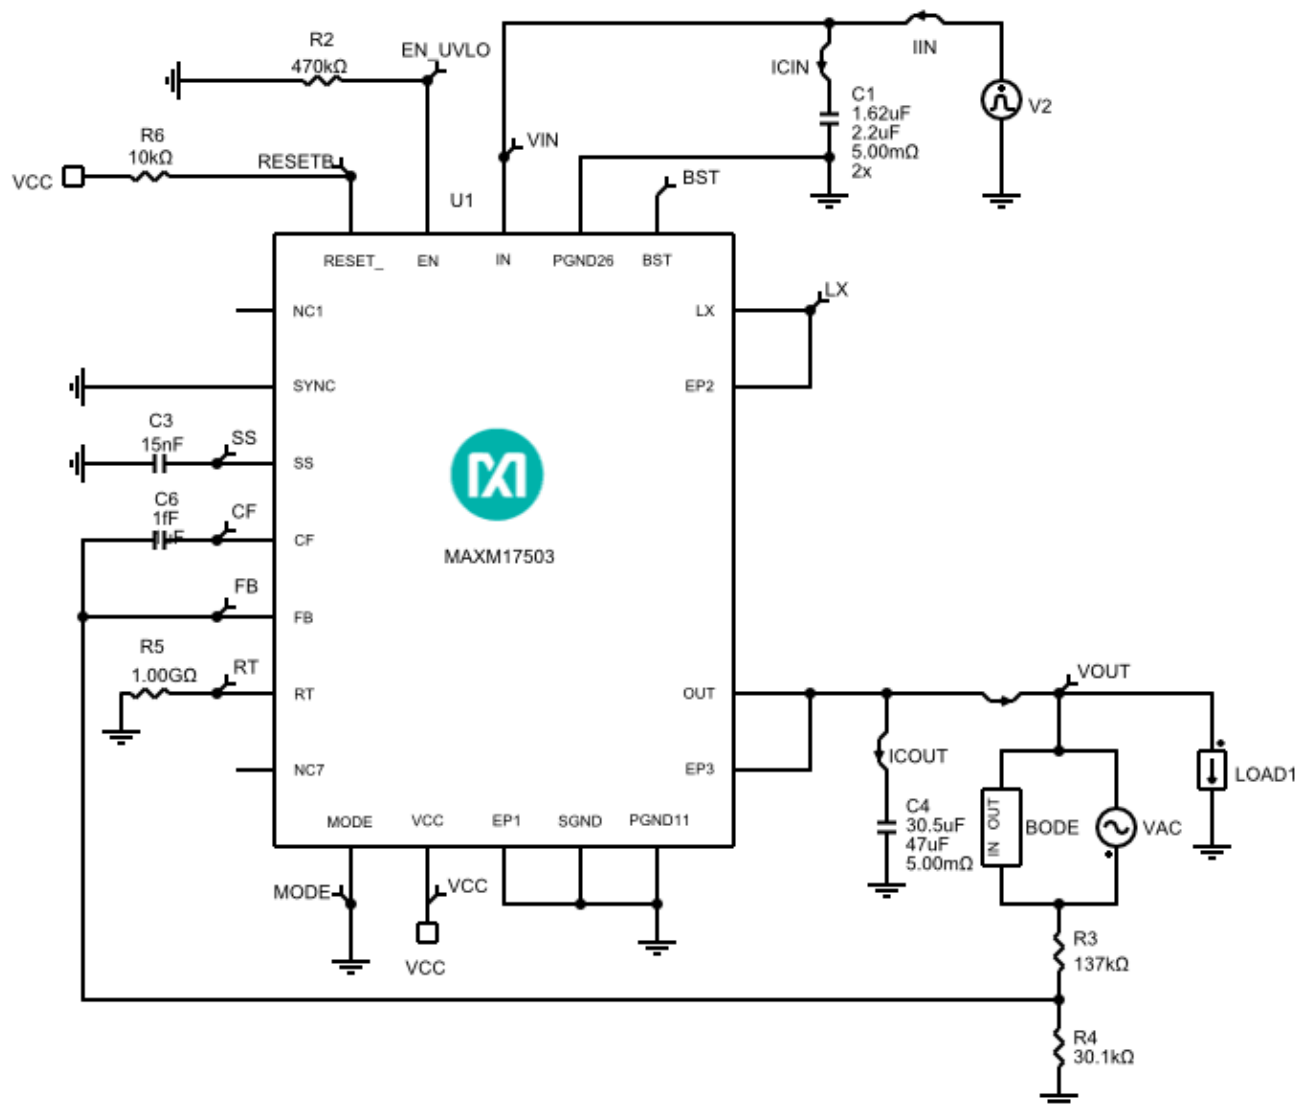 R2
470kΩ
EN_UVLO
R6
10kΩ
VCC
RESETB
U1
VIN
ICIN
IIN
C1
1.62uF
2.2uF
5.00mΩ
2x
V2
BST
RESET_
EN
IN
PGND26
BST
NC1
LX
LX
SYNC
EP2
C3
15nF
SS
SS
C6
1fF
CF
CF
MAXM17503
FB
FB
R5
1.00GΩ
RT
RT
OUT
VOUT
NC7
EP3
ICOUT
LOAD1
MODE
VCC
EP1
SGND
PGND11
C4
30.5uF
47uF
5.00mΩ
IN OUT
BODE
VAC
MODE
VCC
VCC
R3
137kΩ
R4
30.1kΩ